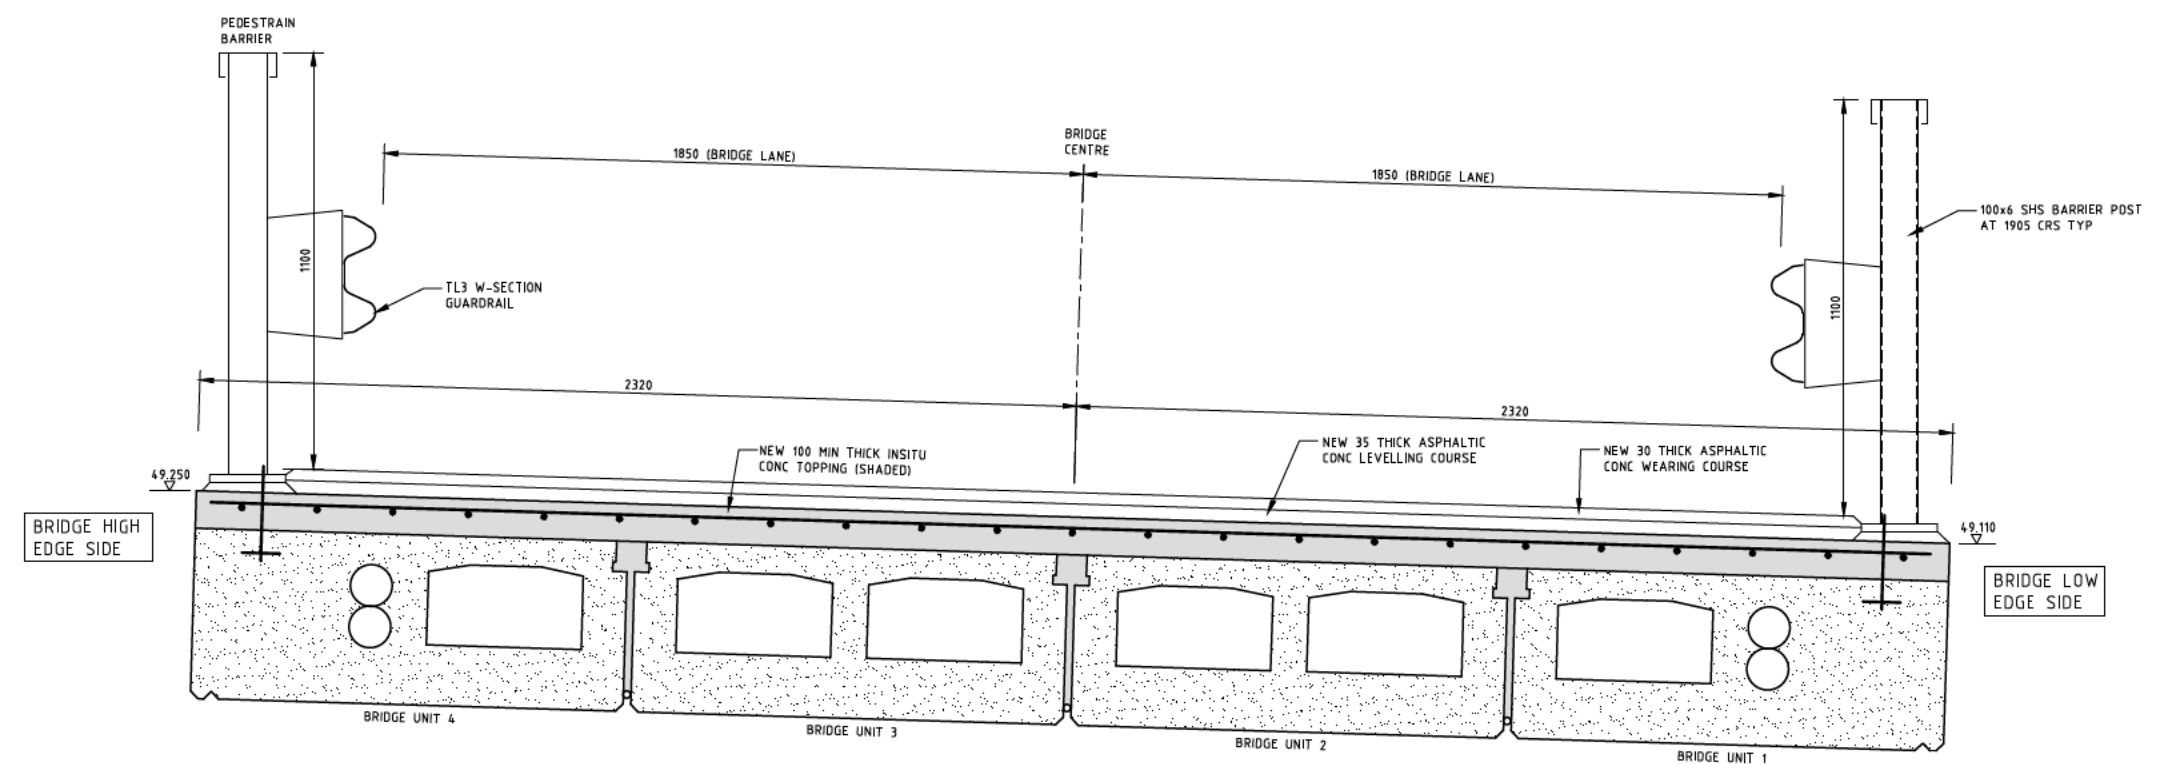 PEDESTRAIN
BARRIER
BRIDGE
CENTRE
1850 (BRIDGE LANE)
1850 (BRIDGE LANE)
100x6 SHS BARRIER POST
AT 1905 CRS TYP
1100
TL3 W-SECTION
GUARDRAIL
1100
2320
2320
NEW 100 MIN THICK INSITU
CONC TOPPING (SHADED)
NEW 35 THICK ASPHALTIC
CONC LEVELLING COURSE
NEW 30 THICK ASPHALTIC
CONC WEARING COURSE
49.250
BRIDGE HIGH
EDGE SIDE
49.110
BRIDGE LOW
EDGE SIDE
BRIDGE UNIT 4
BRIDGE UNIT 3
BRIDGE UNIT 2
BRIDGE UNIT 1